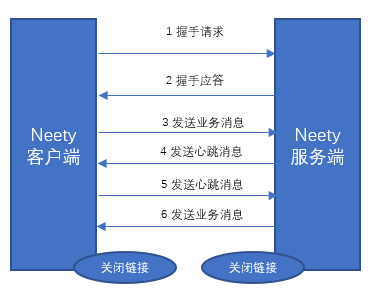 1 握手请求
2 握手应答
Neety
客户端
3 发送业务消息
4 发送心跳消息
5 发送心跳消息
6 发送业务消息
Neety
服务端
关闭链接
关闭链接